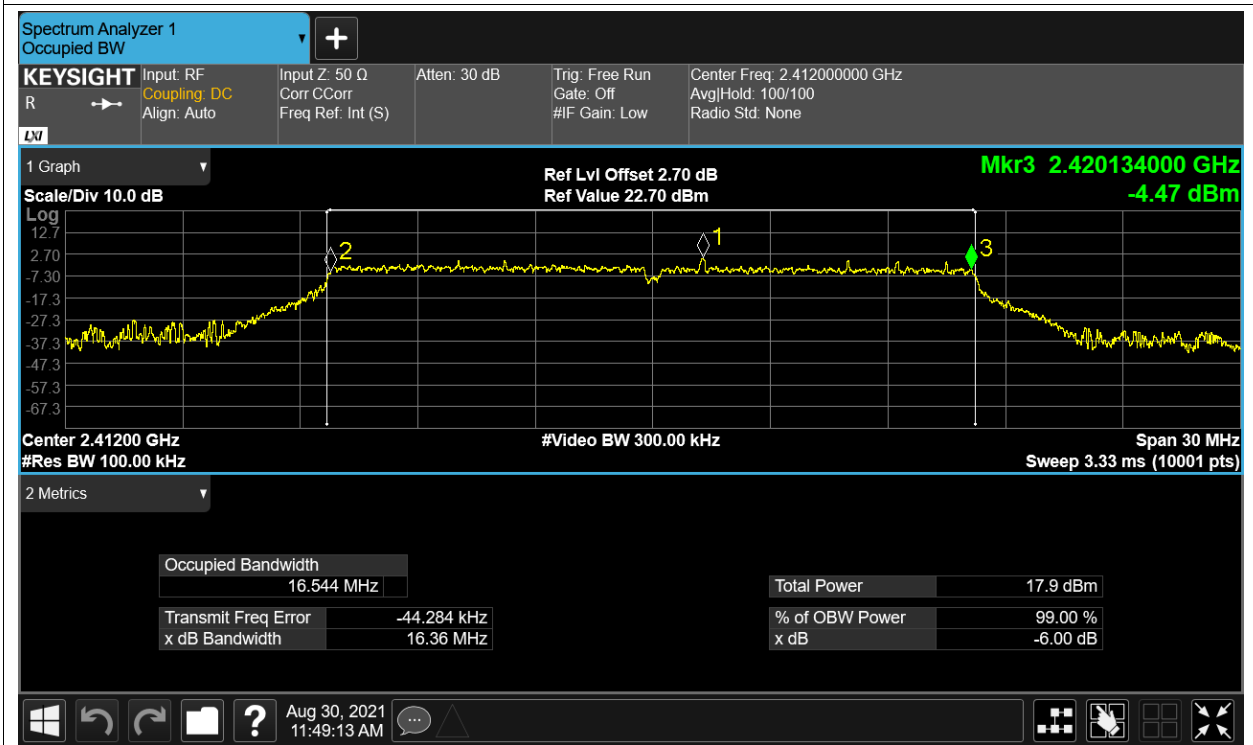 Spectrum Analyzer 1
Occupied BW
KEYSIGHT
R
LXI
Input: RF
Coupling: DC
Align: Auto
Input Z: 50 Ω
Corr CCorr
Freq Ref: Int (S)
Atten: 30 dB
Trig: Free Run
Gate: Off
#IF Gain: Low
Center Freq: 2.412000000 GHz
Avg|Hold: 100/100
Radio Std: None
1 Graph
Scale/Div 10.0 dB
Ref Lvl Offset 2.70 dB
Ref Value 22.70 dBm
Mkr3 2.420134000 GHz
-4.47 dBm
Log
12.7
2.70
-7.30
-17.3
-27.3
-37.3
-47.3
-57.3
-67.3
2
1
3
Center 2.41200 GHz
#Res BW 100.00 kHz
#Video BW 300.00 kHz
Span 30 MHz
Sweep 3.33 ms (10001 pts)
2 Metrics
Occupied Bandwidth
16.544 MHz
Transmit Freq Error -44.284 kHz
x dB Bandwidth 16.36 MHz
Total Power 17.9 dBm
% of OBW Power 99.00 %
x dB -6.00 dB
?
Aug 30, 2021
11:49:13 AM